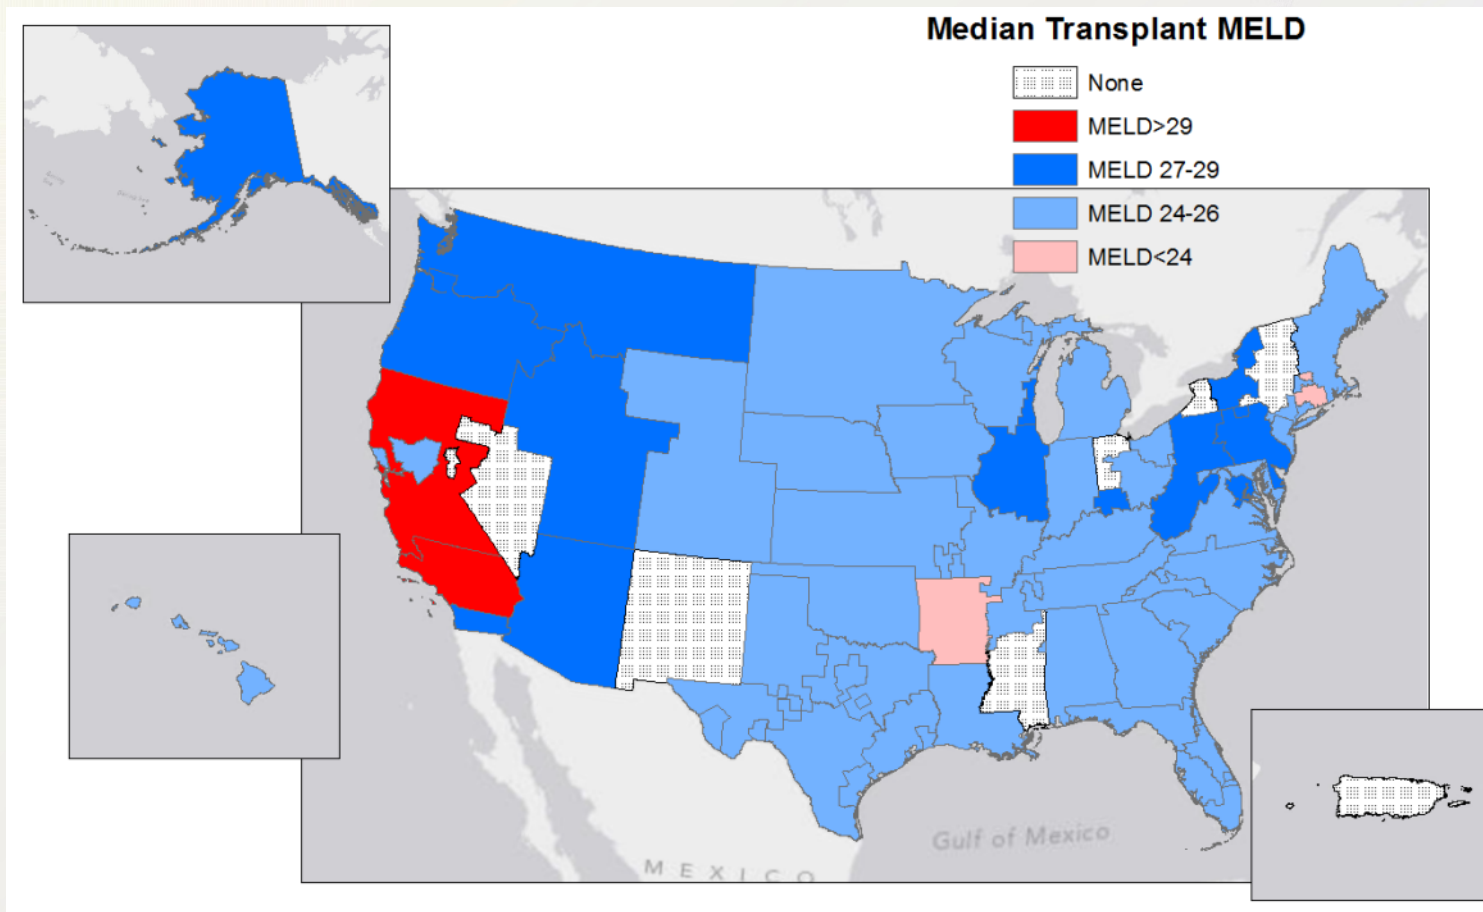 Median Transplant MELD
None
MELD>29
MELD 27-29
MELD 24-26
MELD<24
Gulf of Mexico
MEXICO